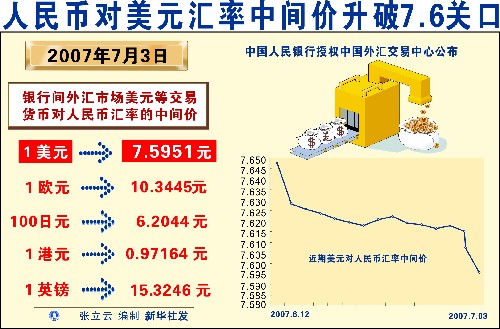 人民币对美元汇率中间价升破7.6关口
2007年7月3日
中国人民银行授权中国外汇交易中心公布
银行间外汇市场美元等交易
货币对人民币汇率的中间价
1美元 7.5951元
1欧元 10.3445元
100日元 6.2044元
1港元 0.97164元
1英镑 15.3246元
$ $ $
7.650
7.645
7.640
7.635
7.630
7.625
7.620
7.615
7.610
7.605
7.600
7.595
7.590
7.585
7.580
近期美元对人民币汇率中间价
2007.6.12 2007.7.03
张立云 编制 新华社发